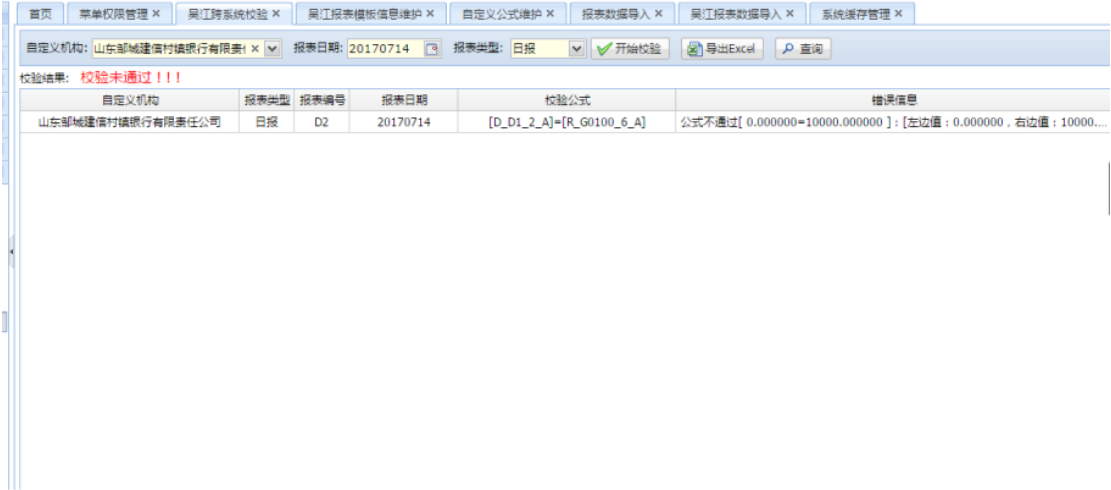 首页 菜单权限管理 × 吴江跨系统校验 × 吴江报表模板信息维护 × 自定义公式维护 × 报表数据导入 × 吴江报表数据导入 × 系统缓存管理 ×
自定义机构: 山东邹城建信村镇银行有限责 × 报表日期: 20170714 报表类型: 日报 开始校验 导出Excel 查询
校验结果: 校验未通过！！！
自定义机构 报表类型 报表编号 报表日期 校验公式 错误信息
山东邹城建信村镇银行有限责任公司 日报 D2 20170714 [D_D1_2_A]=[R_G0100_6_A] 公式不通过[ 0.000000=10000.000000 ] : [左边值：0.000000，右边值：10000....